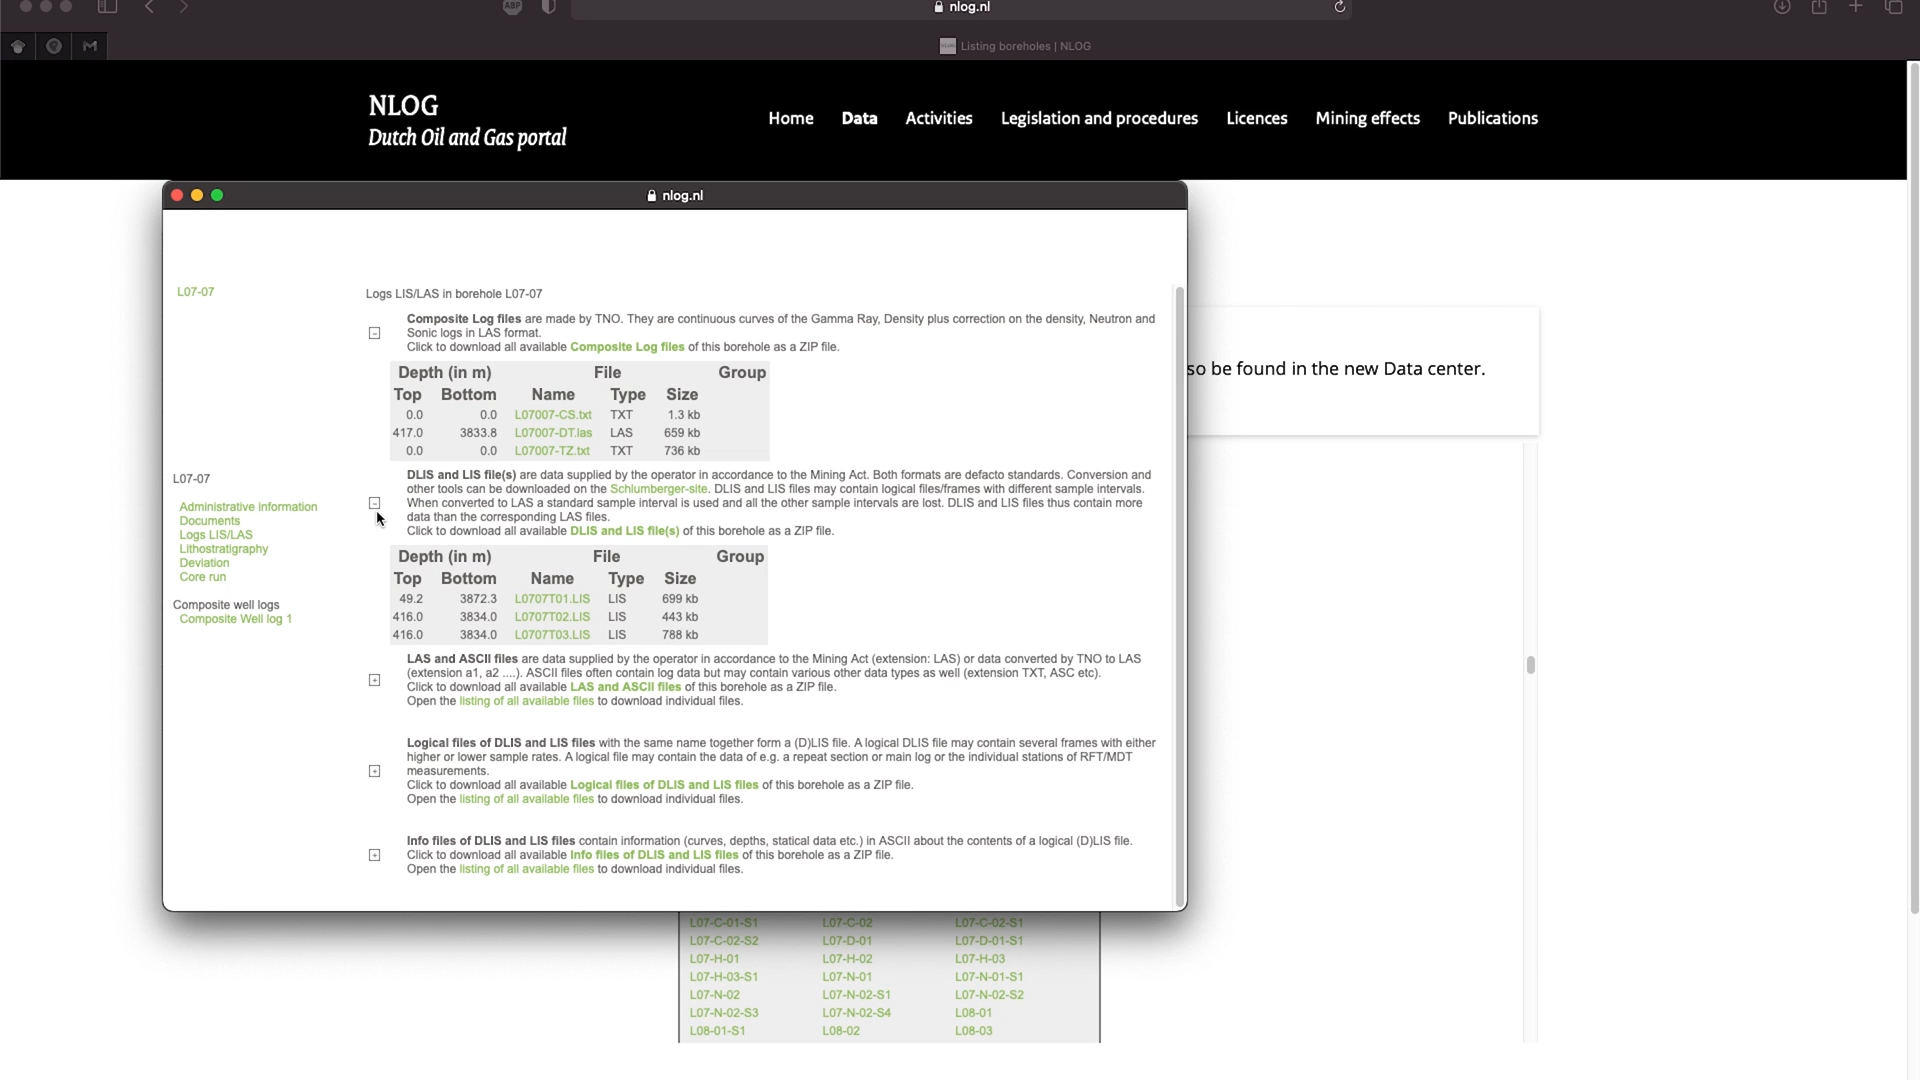 ABP
nlog.nl
Listing boreholes | NLOG
NLOG
Dutch Oil and Gas portal
Home Data Activities Legislation and procedures Licences Mining effects Publications
nlog.nl
so be found in the new Data center.
L07-07
L07-07
Administrative information
Documents
Logs LIS/LAS
Lithostratigraphy
Deviation
Core run
Composite well logs
Composite Well log 1
Logs LIS/LAS in borehole L07-07
Composite Log files are made by TNO. They are continuous curves of the Gamma Ray, Density plus correction on the density, Neutron and
Sonic logs in LAS format.
Click to download all available Composite Log files of this borehole as a ZIP file.
Depth (in m) File Group
Top Bottom Name Type Size
0.0 0.0 L07007-CS.txt TXT 1.3 kb
417.0 3833.8 L07007-DT.las LAS 659 kb
0.0 0.0 L07007-TZ.txt TXT 736 kb
DLIS and LIS file(s) are data supplied by the operator in accordance to the Mining Act. Both formats are defacto standards. Conversion and
other tools can be downloaded on the Schlumberger-site. DLIS and LIS files may contain logical files/frames with different sample intervals.
When converted to LAS a standard sample interval is used and all the other sample intervals are lost. DLIS and LIS files thus contain more
data than the corresponding LAS files.
Click to download all available DLIS and LIS file(s) of this borehole as a ZIP file.
Depth (in m) File Group
Top Bottom Name Type Size
49.2 3872.3 L0707T01.LIS LIS 699 kb
416.0 3834.0 L0707T02.LIS LIS 443 kb
416.0 3834.0 L0707T03.LIS LIS 788 kb
LAS and ASCII files are data supplied by the operator in accordance to the Mining Act (extension: LAS) or data converted by TNO to LAS
(extension a1, a2 ....). ASCII files often contain log data but may contain various other data types as well (extension TXT, ASC etc).
Click to download all available LAS and ASCII files of this borehole as a ZIP file.
Open the listing of all available files to download individual files.
Logical files of DLIS and LIS files with the same name together form a (D)LIS file. A logical DLIS file may contain several frames with either
higher or lower sample rates. A logical file may contain the data of e.g. a repeat section or main log or the individual stations of RFT/MDT
measurements.
Click to download all available Logical files of DLIS and LIS files of this borehole as a ZIP file.
Open the listing of all available files to download individual files.
Info files of DLIS and LIS files contain information (curves, depths, statical data etc.) in ASCII about the contents of a logical (D)LIS file.
Click to download all available Info files of DLIS and LIS files of this borehole as a ZIP file.
Open the listing of all available files to download individual files.
L07-C-01-S1 L07-C-02 L07-C-02-S1
L07-C-02-S2 L07-D-01 L07-D-01-S1
L07-H-01 L07-H-02 L07-H-03
L07-H-03-S1 L07-N-01 L07-N-01-S1
L07-N-02 L07-N-02-S1 L07-N-02-S2
L07-N-02-S3 L07-N-02-S4 L08-01
L08-01-S1 L08-02 L08-03